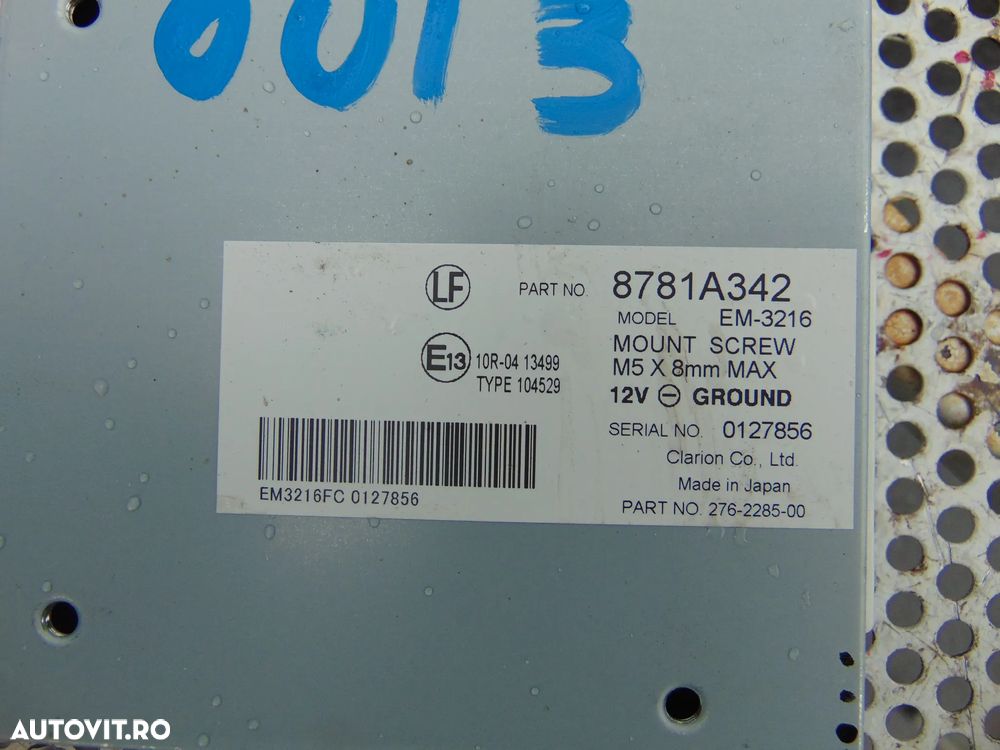 OUT 3
LF PART NO. 8781A342
MODEL EM-3216
MOUNT SCREW
E13 10R-04 13499
M5 X 8mm MAX
TYPE 104529
12V ⊖ GROUND
SERIAL NO. 0127856
Clarion Co., Ltd.
Made in Japan
EM3216FC 0127856
PART NO. 276-2285-00
AUTOVIT.RO